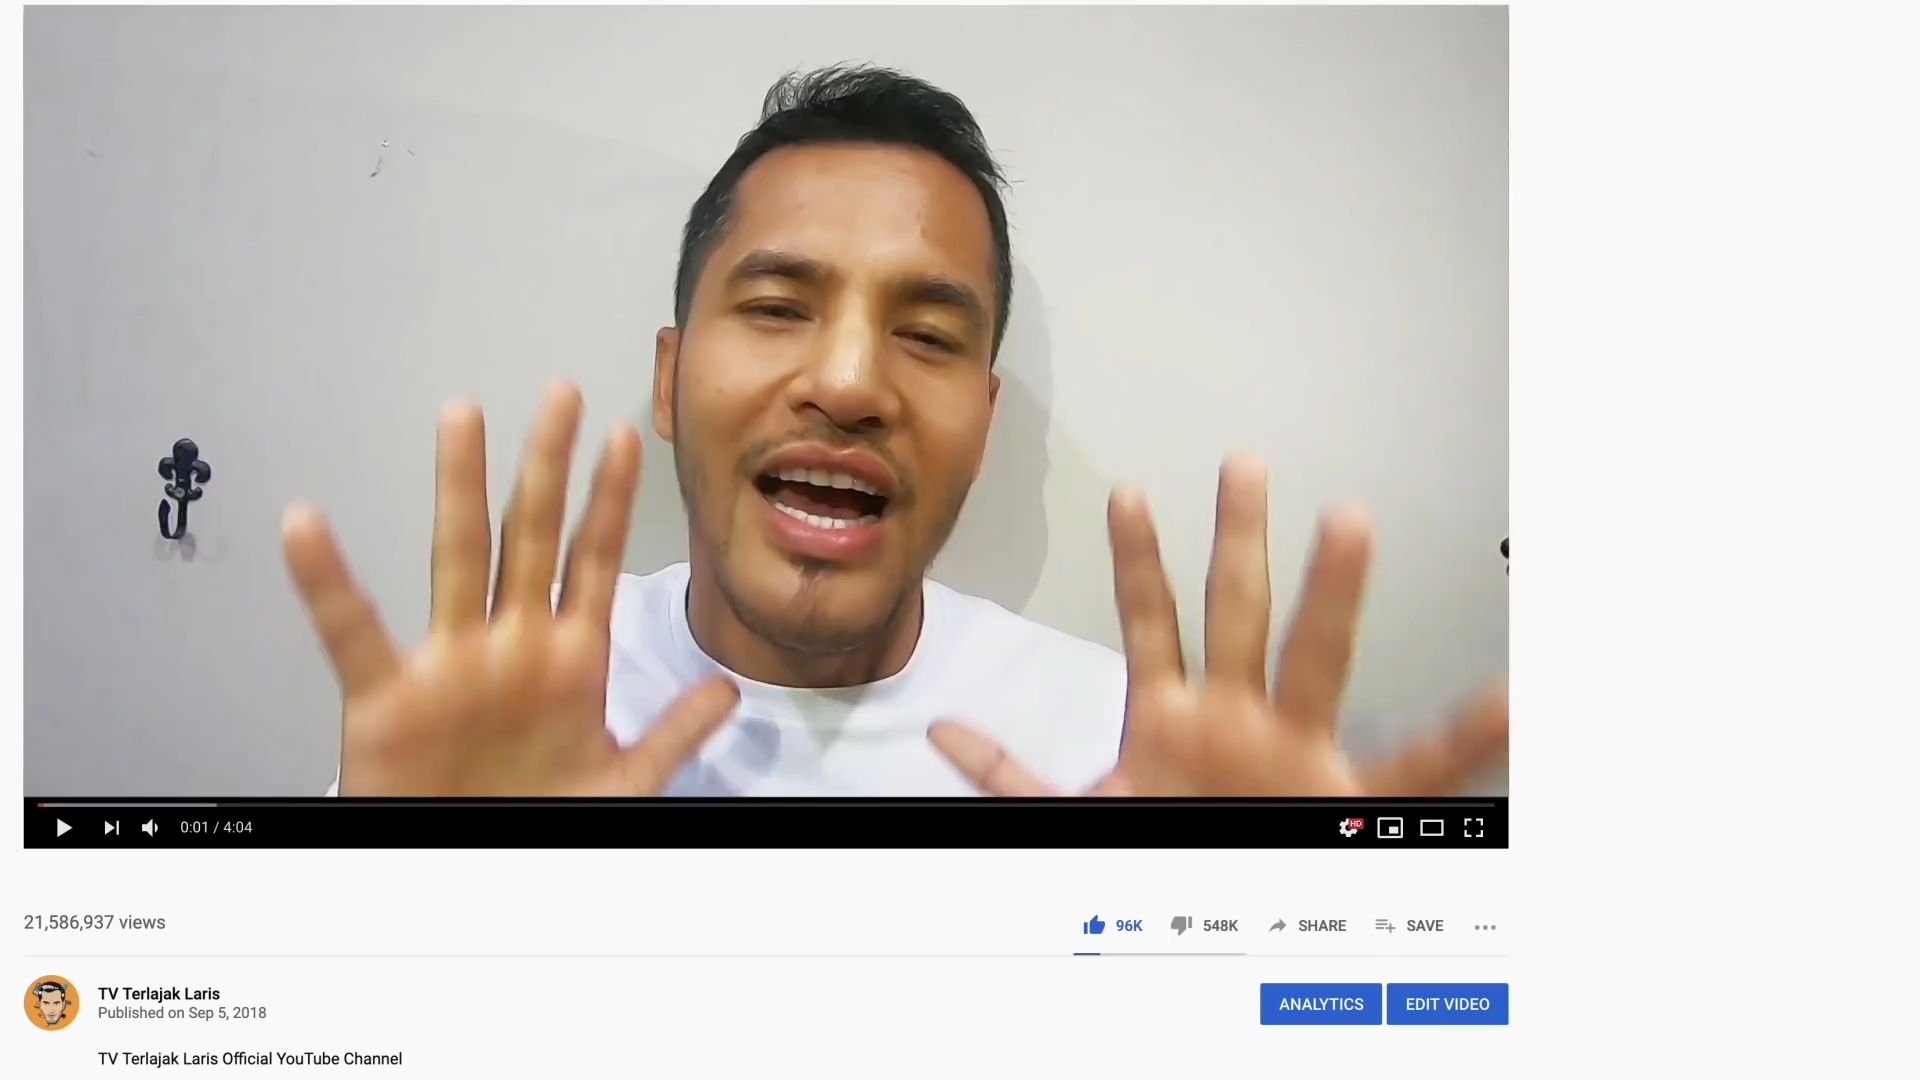 0:01 / 4:04
HD
21,586,937 views
96K
548K
SHARE
SAVE
TV Terlajak Laris
Published on Sep 5, 2018
ANALYTICS
EDIT VIDEO
TV Terlajak Laris Official YouTube Channel